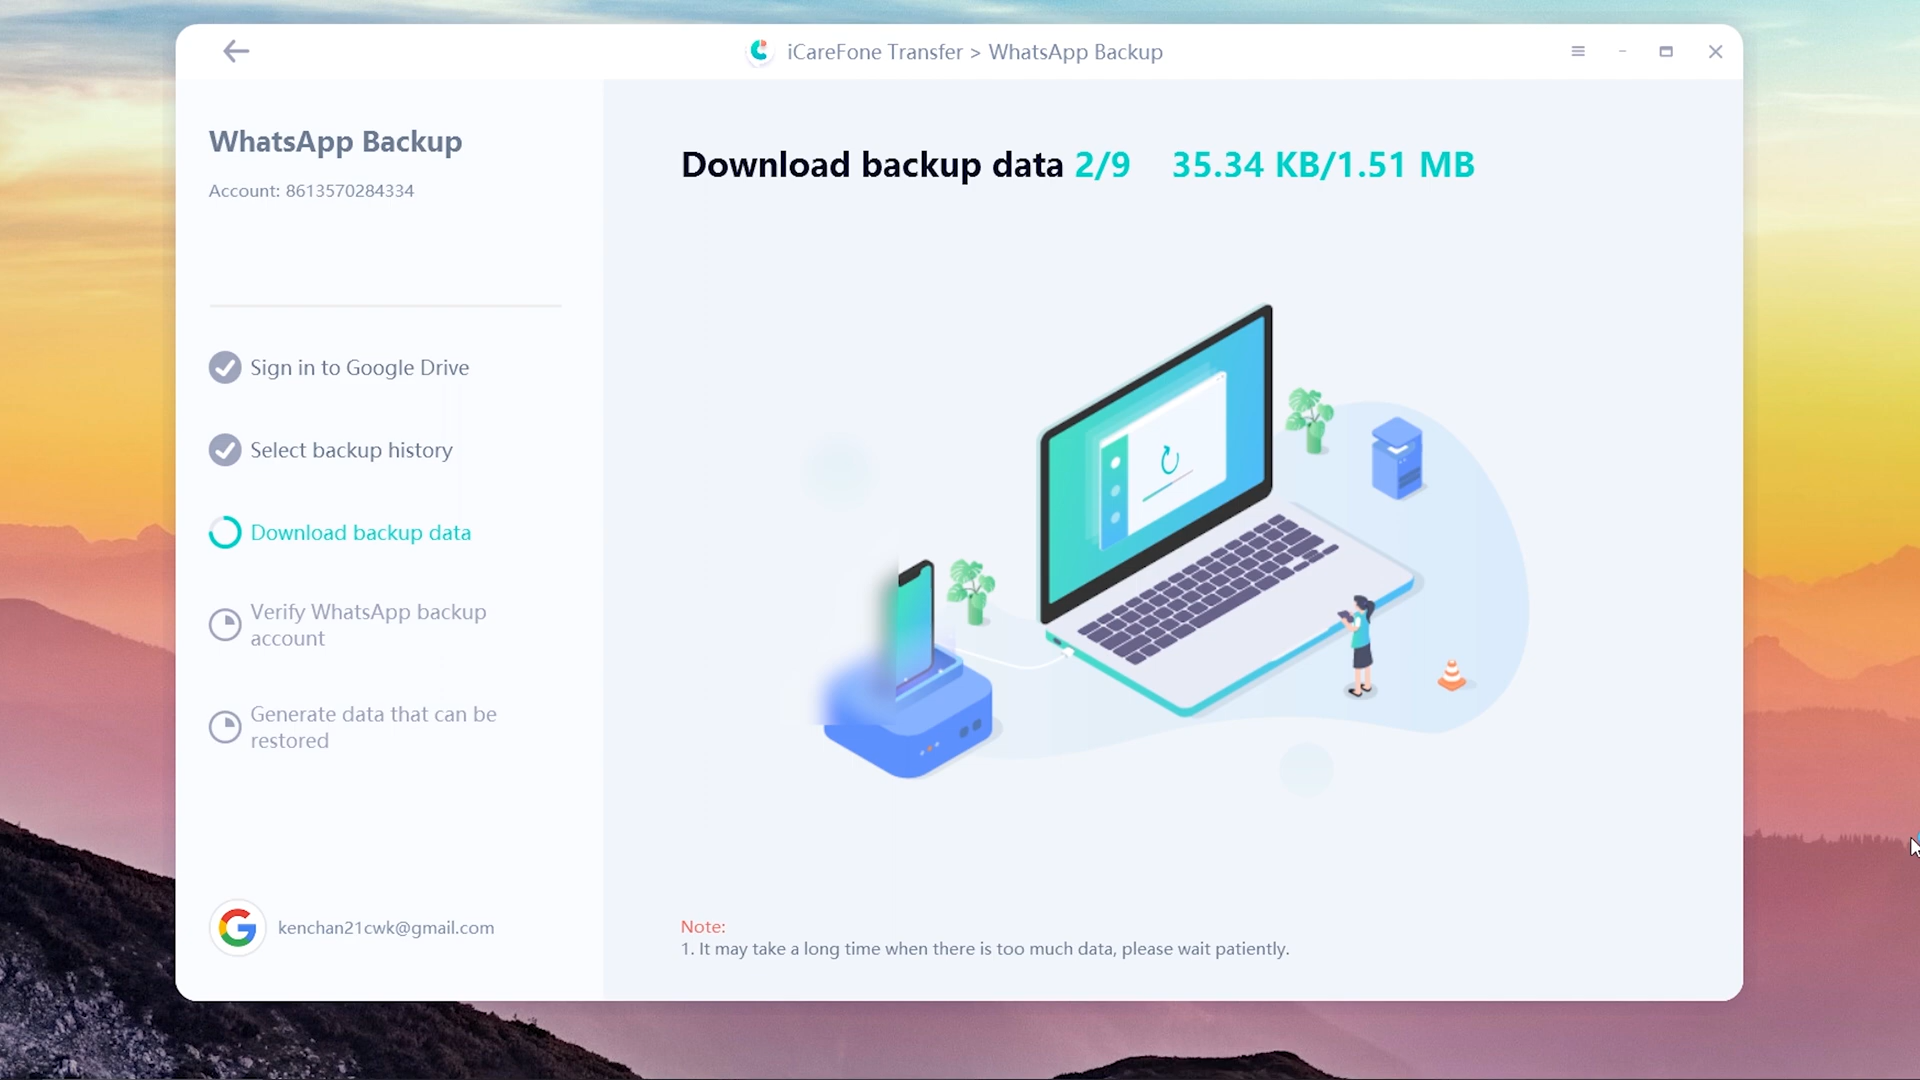 iCareFone Transfer > WhatsApp Backup
WhatsApp Backup
Account: 8613570284334
Sign in to Google Drive
Select backup history
Download backup data
Verify WhatsApp backup
account
Generate data that can be
restored
kenchan21cwk@gmail.com
Download backup data 2/9 35.34 KB/1.51 MB
Note:
1. It may take a long time when there is too much data, please wait patiently.